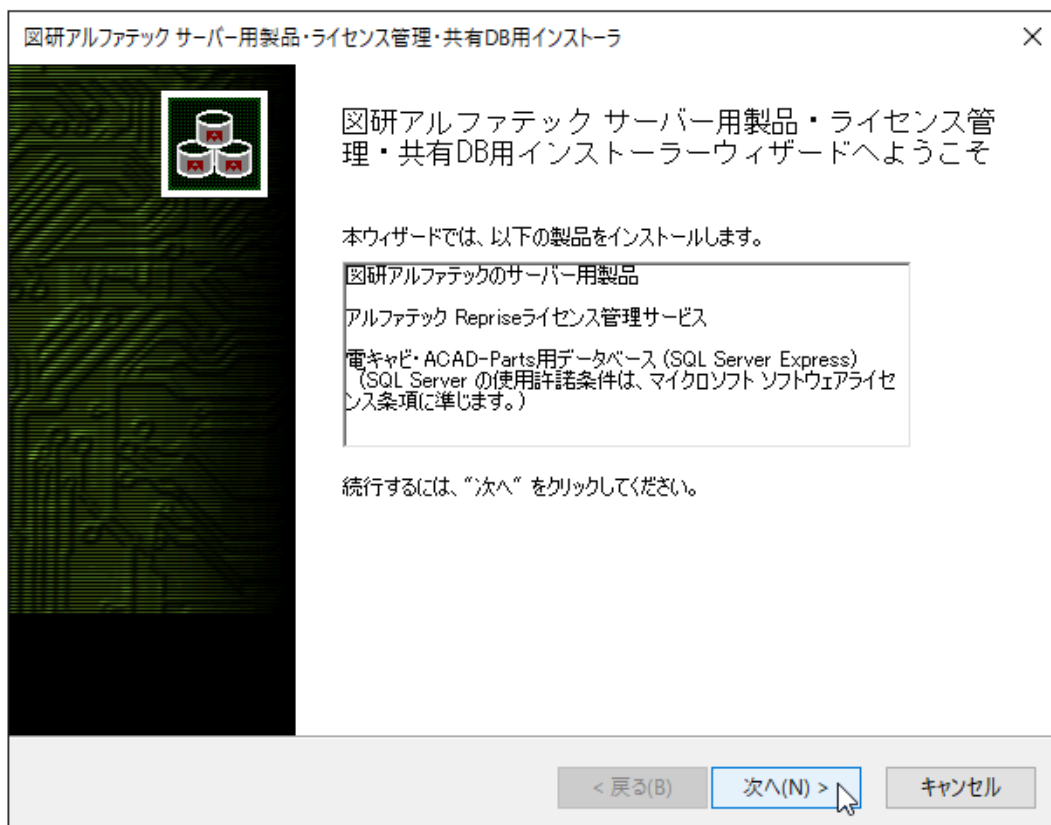 図研アルファテック サーバー用製品・ライセンス管理・共有DB用インストーラ
図研アルファテック サーバー用製品・ライセンス管
理・共有DB用インストーラーウィザードへようこそ
本ウィザードでは、以下の製品をインストールします。
図研アルファテックのサーバー用製品
アルファテック Repriseライセンス管理サービス
電キャビ・ACAD-Parts用データベース (SQL Server Express)
(SQL Server の使用許諾条件は、マイクロソフト ソフトウェアライセ
ンス条項に準じます。)
続行するには、“次へ” をクリックしてください。
< 戻る(B)
次へ(N) >
キャンセル